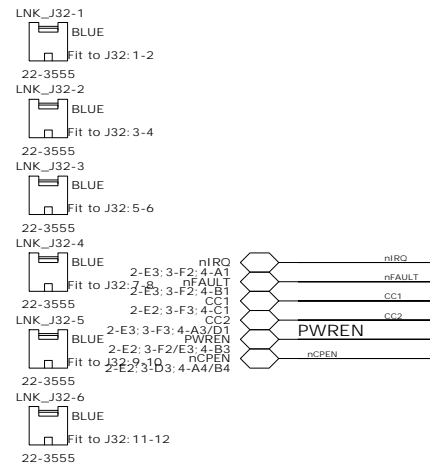 LNK_J32-1
BLUE
Fit to J32:1-2
22-3555
LNK_J32-2
BLUE
Fit to J32:3-4
22-3555
LNK_J32-3
BLUE
Fit to J32:5-6
22-3555
LNK_J32-4
BLUE
Fit to J32:7-8
22-3555
LNK_J32-5
BLUE
Fit to J32:9-10
22-3555
LNK_J32-6
BLUE
Fit to J32:11-12
22-3555
nIRQ
nIRQ
2-E3;3-F2;4-A1
nFAULT
nFAULT
2-E3;3-F2;4-B1
CC1
CC1
2-E2;3-F3;4-C1
CC2
CC2
2-E3;3-F3;4-A3/D1
PWREN
PWREN
2-E2;3-F2/E3;4-B3
nCPEN
nCPEN
2-E2;3-D3;4-A4/B4